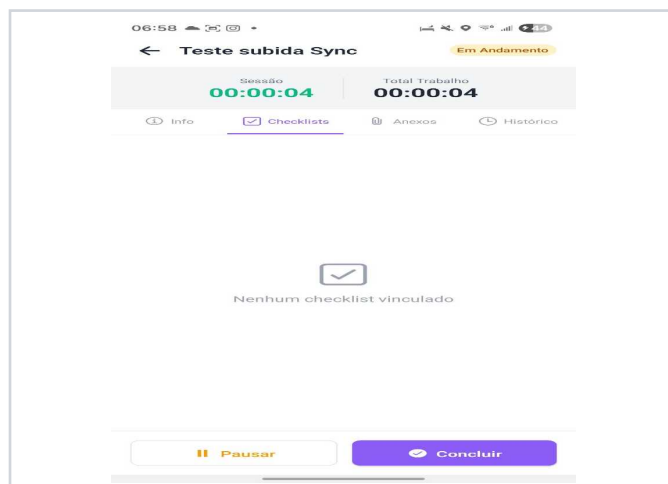 06:58
44
Teste subida Sync
Em Andamento
Sessão
Total Trabalho
00:00:04
00:00:04
Info
Checklists
Anexos
Histórico
Nenhum checklist vinculado
Pausar
Concluir